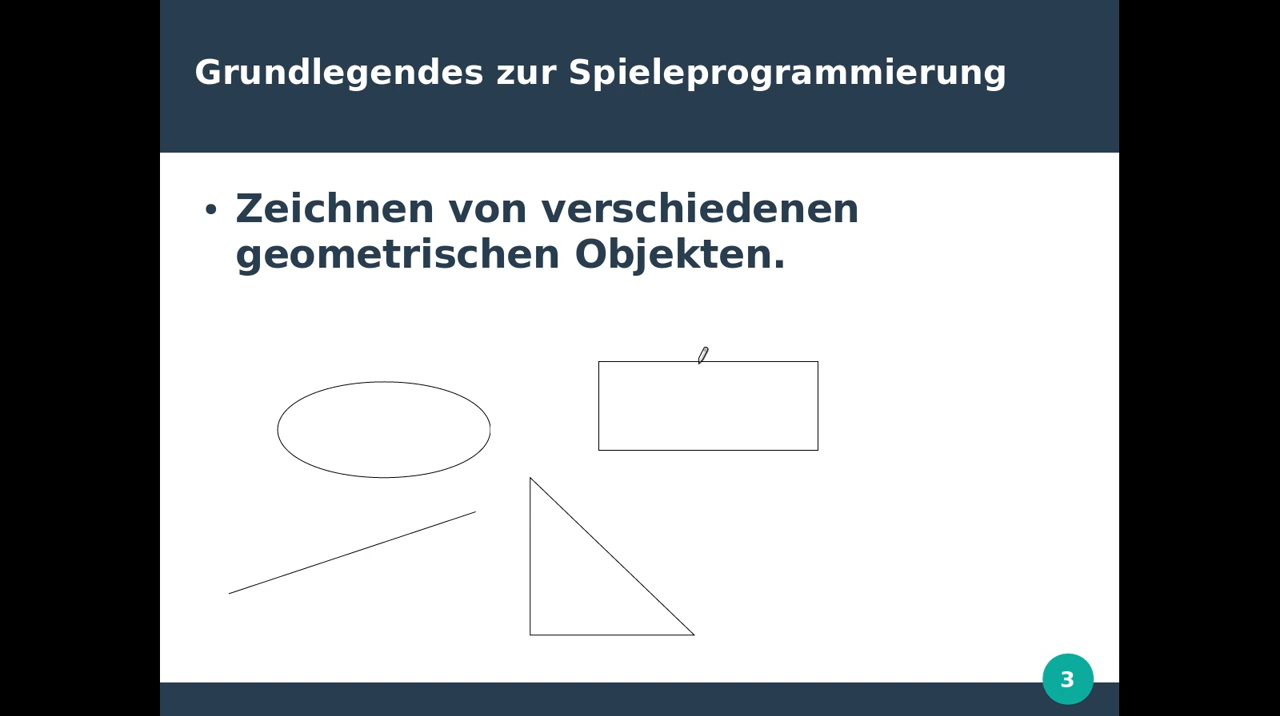 Grundlegendes zur Spieleprogrammierung
• Zeichnen von verschiedenen
geometrischen Objekten.
3